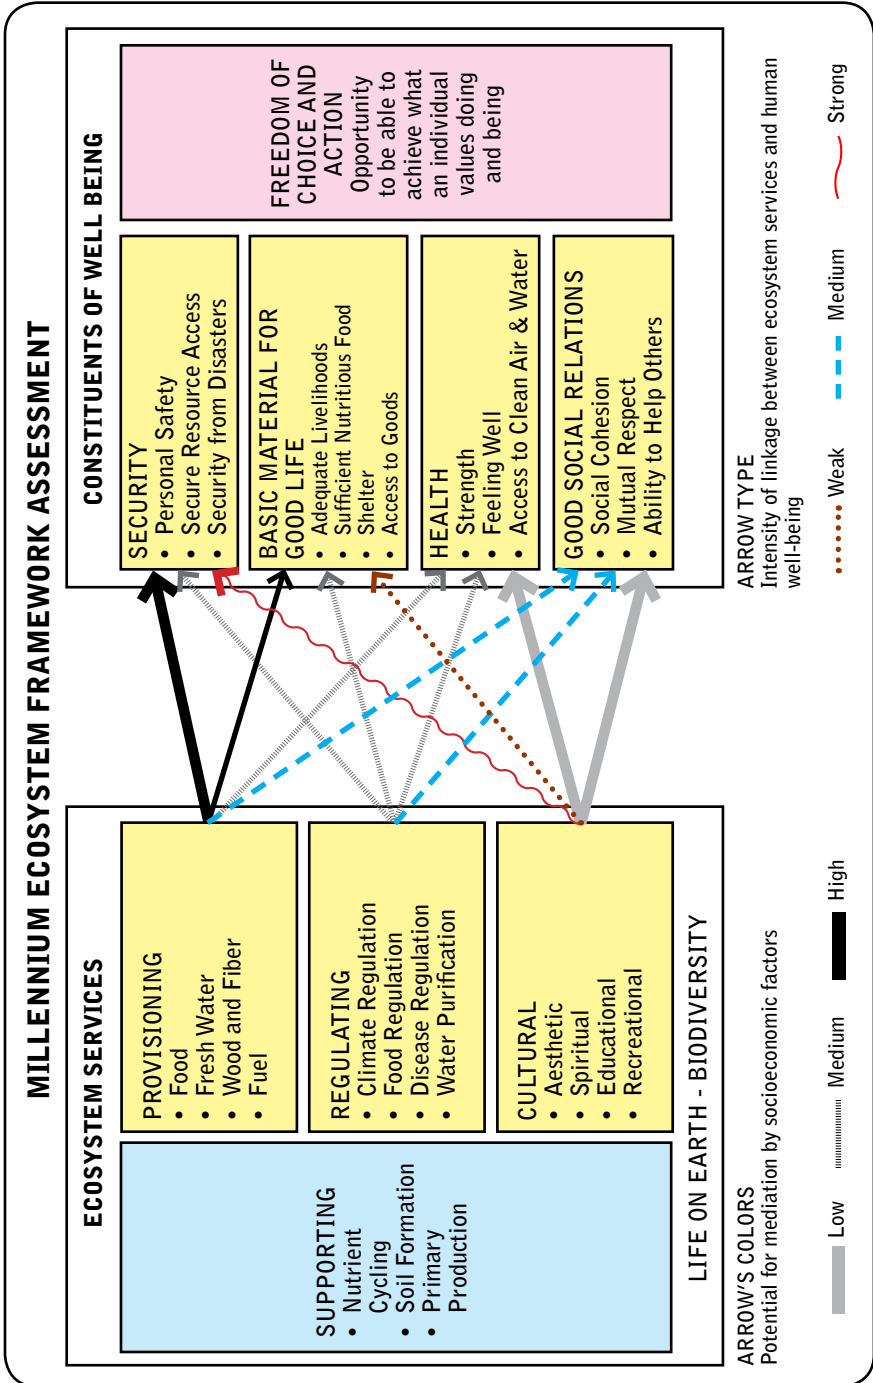 MILLENNIUM ECOSYSTEM FRAMEWORK ASSESSMENT
ECOSYSTEM SERVICES
SUPPORTING
• Nutrient
Cycling
• Soil Formation
• Primary
Production
PROVISIONING
• Food
• Fresh Water
• Wood and Fiber
• Fuel
REGULATING
• Climate Regulation
• Food Regulation
• Disease Regulation
• Water Purification
CULTURAL
• Aesthetic
• Spiritual
• Educational
• Recreational
LIFE ON EARTH - BIODIVERSITY
CONSTITUENTS OF WELL BEING
SECURITY
• Personal Safety
• Secure Resource Access
• Security from Disasters
BASIC MATERIAL FOR
GOOD LIFE
• Adequate Livelihoods
• Sufficient Nutritious Food
• Shelter
• Access to Goods
HEALTH
• Strength
• Feeling Well
• Access to Clean Air & Water
GOOD SOCIAL RELATIONS
• Social Cohesion
• Mutual Respect
• Ability to Help Others
FREEDOM OF
CHOICE AND
ACTION
Opportunity
to be able to
achieve what
an individual
values doing
and being
ARROW'S COLORS
Potential for mediation by socioeconomic factors
Low
Medium
High
ARROW TYPE
Intensity of linkage between ecosystem services and human
well-being
Weak
Medium
Strong